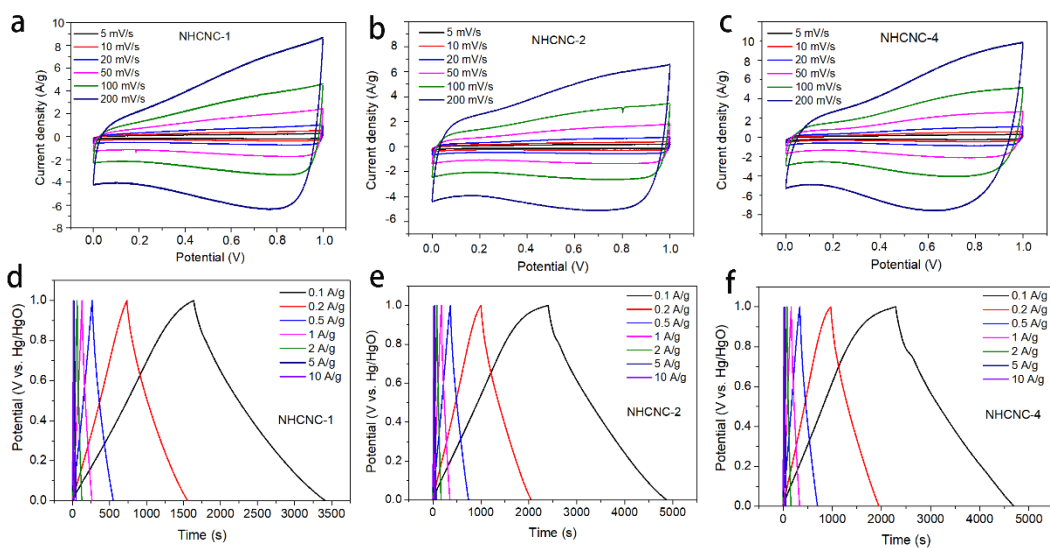 a
NHCNC-1
5 mV/s
10 mV/s
20 mV/s
50 mV/s
100 mV/s
200 mV/s
Current density (A/g)
10
8
6
4
2
0
-2
-4
-6
-8
0.0 0.2 0.4 0.6 0.8 1.0
Potential (V)
b
NHCNC-2
5 mV/s
10 mV/s
20 mV/s
50 mV/s
100 mV/s
200 mV/s
Current density (A/g)
8
6
4
2
0
-2
-4
-6
0.0 0.2 0.4 0.6 0.8 1.0
Potential (V)
c
NHCNC-4
5 mV/s
10 mV/s
20 mV/s
50 mV/s
100 mV/s
200 mV/s
Current density (A/g)
10
8
6
4
2
0
-2
-4
-6
-8
0.0 0.2 0.4 0.6 0.8 1.0
Potential (V)
d
0.1 A/g
0.2 A/g
0.5 A/g
1 A/g
2 A/g
5 A/g
10 A/g
NHCNC-1
Potential (V vs. Hg/HgO)
1.0
0.8
0.6
0.4
0.2
0.0
0 500 1000 1500 2000 2500 3000 3500
Time (s)
e
0.1 A/g
0.2 A/g
0.5 A/g
1 A/g
2 A/g
5 A/g
10 A/g
NHCNC-2
Potential (V vs. Hg/HgO)
1.0
0.8
0.6
0.4
0.2
0.0
0 1000 2000 3000 4000 5000
Time (s)
f
0.1 A/g
0.2 A/g
0.5 A/g
1 A/g
2 A/g
5 A/g
10 A/g
NHCNC-4
Potential (V vs. Hg/HgO)
1.0
0.8
0.6
0.4
0.2
0.0
0 1000 2000 3000 4000 5000
Time (s)